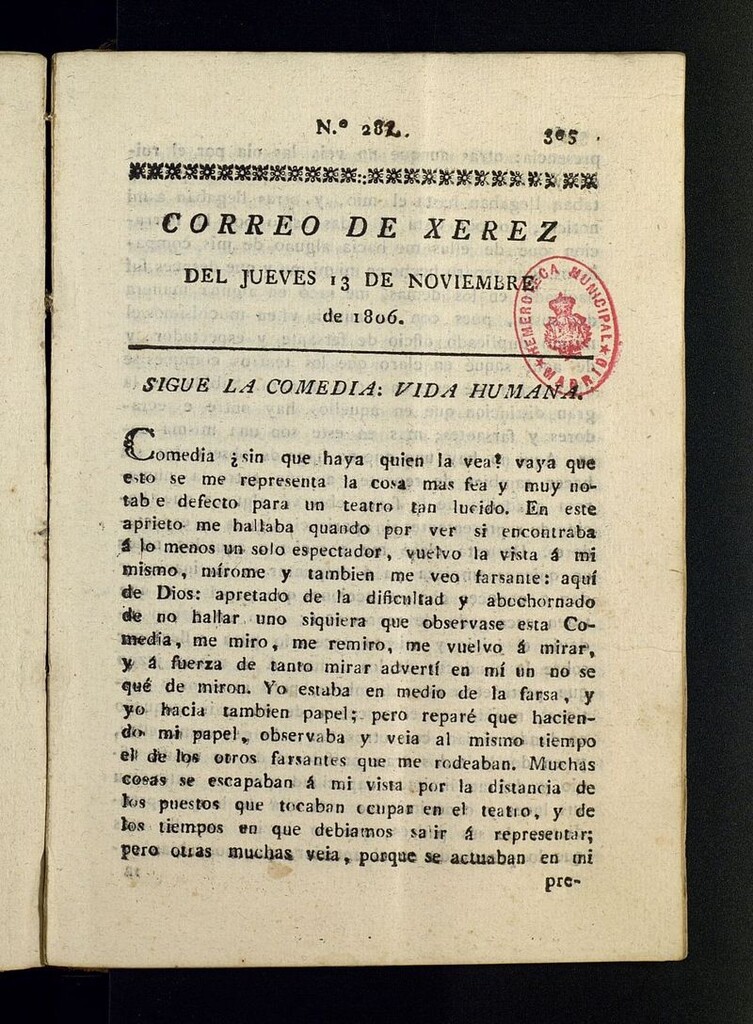 N.º 282.
305
CORREO DE XEREZ
DEL JUEVES 13 DE NOVIEMBRE
de 1806.
HEMEROTECA MUNICIPAL
★ MADRID ★
SIGUE LA COMEDIA: VIDA HUMANA.
Comedia ¿sin que haya quien la vea? vaya que
esto se me representa la cosa mas fea y muy no-
tab e defecto para un teatro tan lucido. En este
aprieto me hallaba quando por ver si encontraba
á lo menos un solo espectador, vuelvo la vista á mi
mismo, mírome y tambien me veo farsante: aquí
de Dios: apretado de la dificultad y abochornado
de no hallar uno siquiera que observase esta Co-
media, me miro, me remiro, me vuelvo á mirar,
y á fuerza de tanto mirar advertí en mí un no se
qué de miron. Yo estaba en medio de la farsa, y
yo hacia tambien papel; pero reparé que hacien-
do mi papel, observaba y veia al mismo tiempo
el de los otros farsantes que me rodeaban. Muchas
cosas se escapaban á mi vista por la distancia de
los puestos que tocaban ocupar en el teatro, y de
los tiempos en que debiamos salir á representar;
pero otras muchas veia, porque se actuaban en mi
pre-